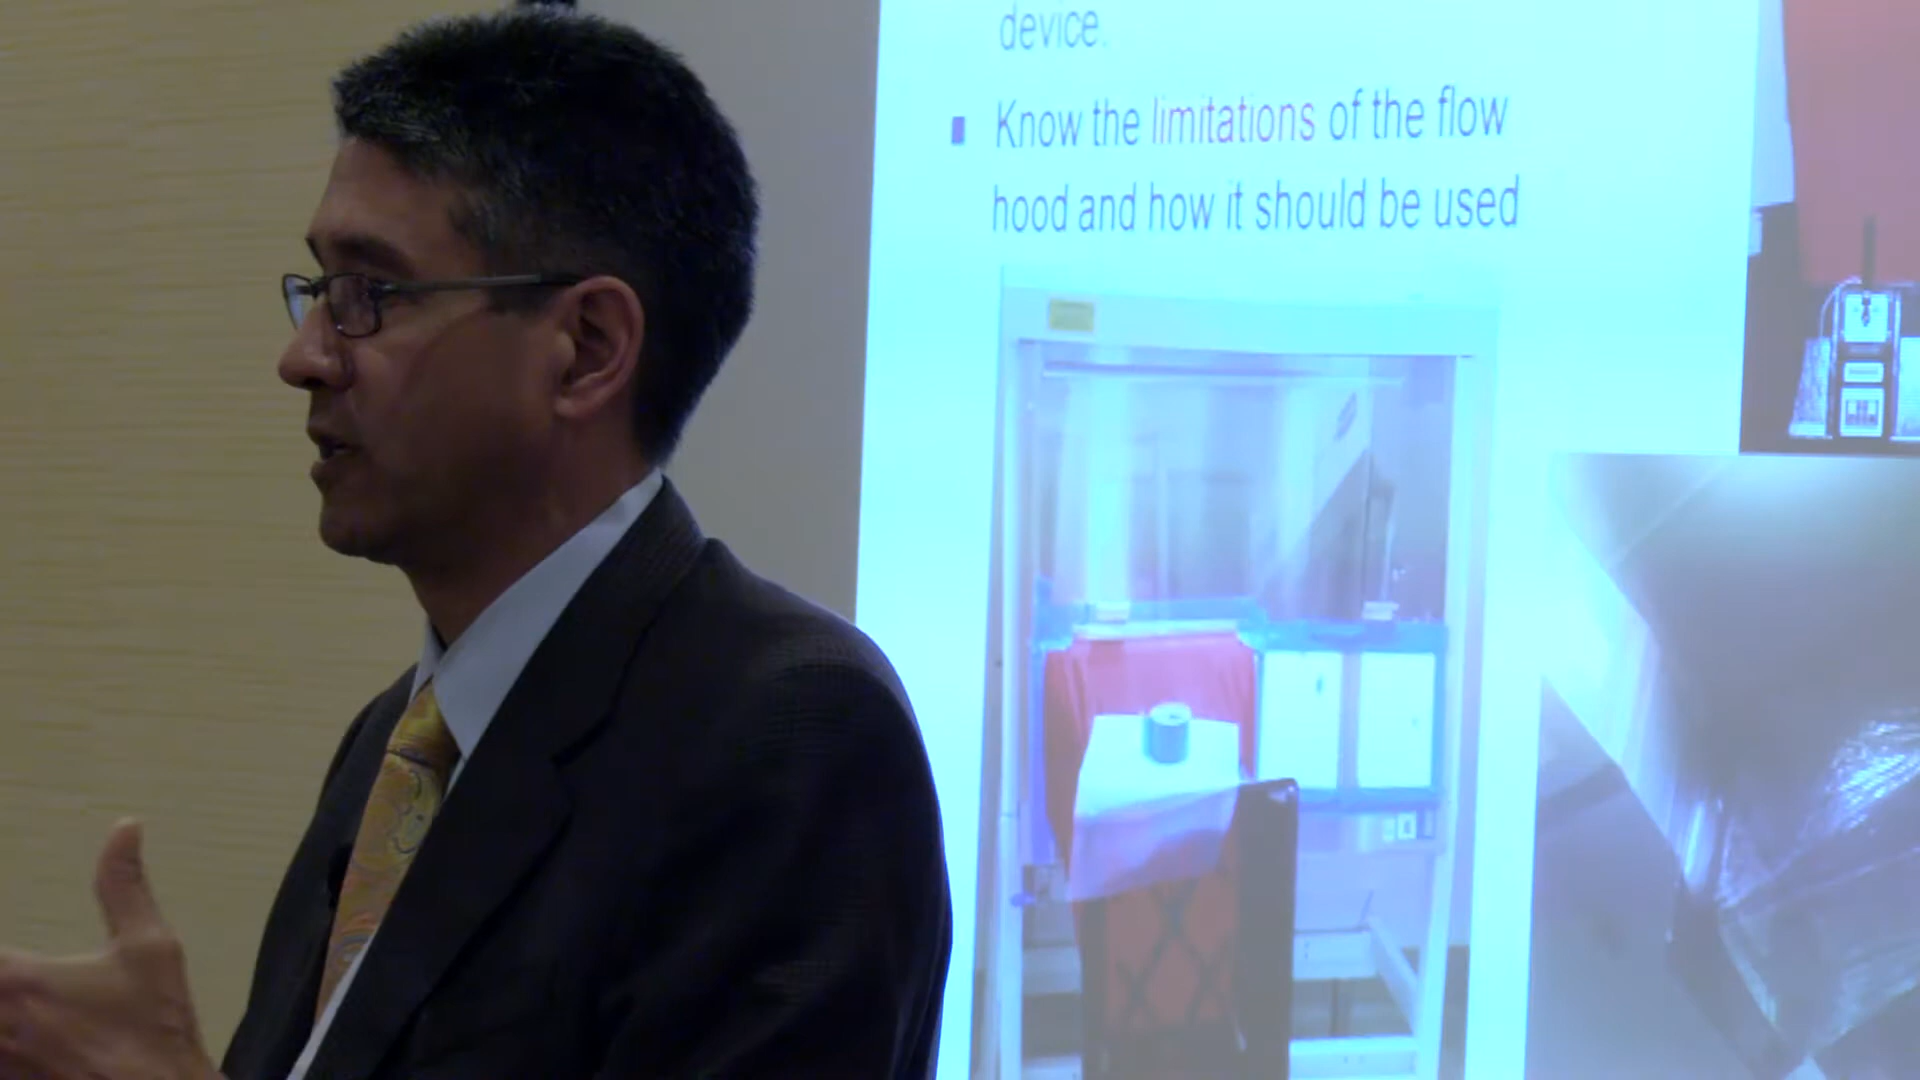 device.
Know the limitations of the flow
hood and how it should be used